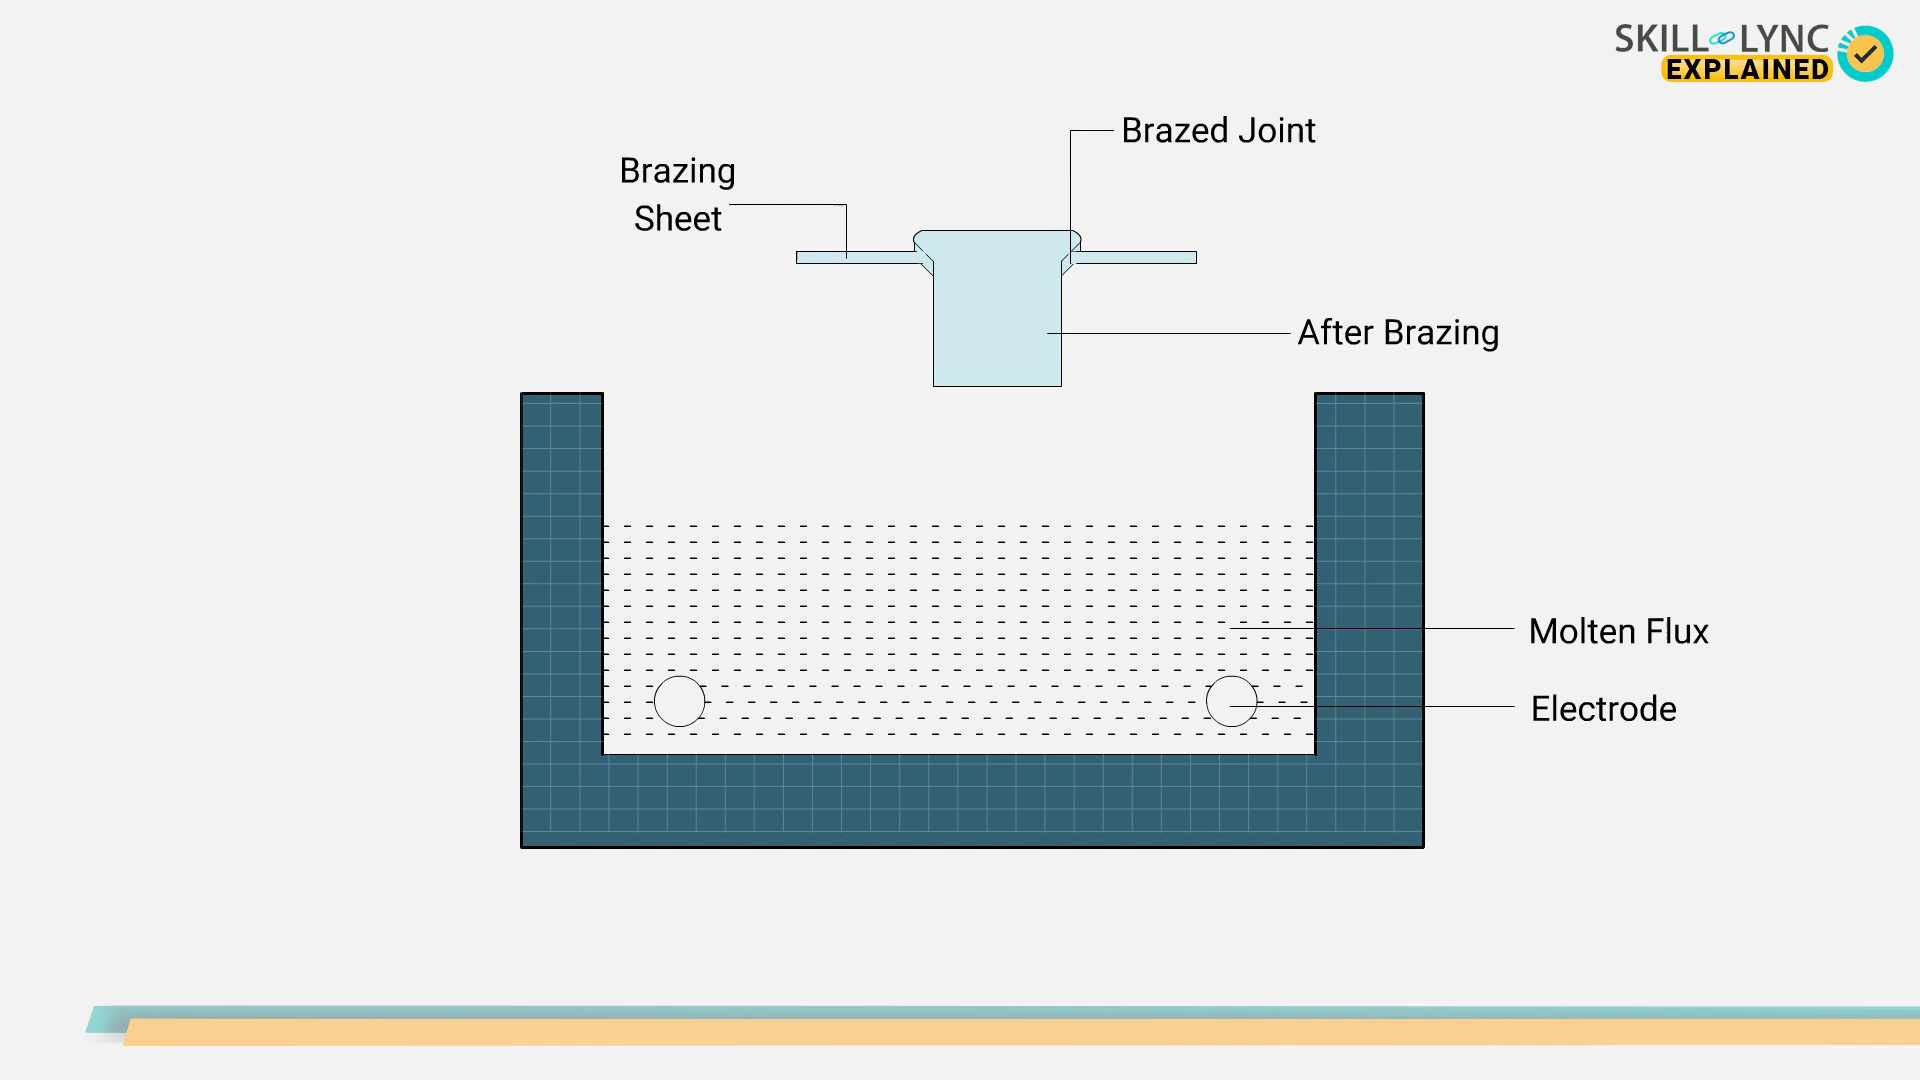 SKILL LYNC
EXPLAINED
Brazed Joint
Brazing
Sheet
After Brazing
Molten Flux
Electrode